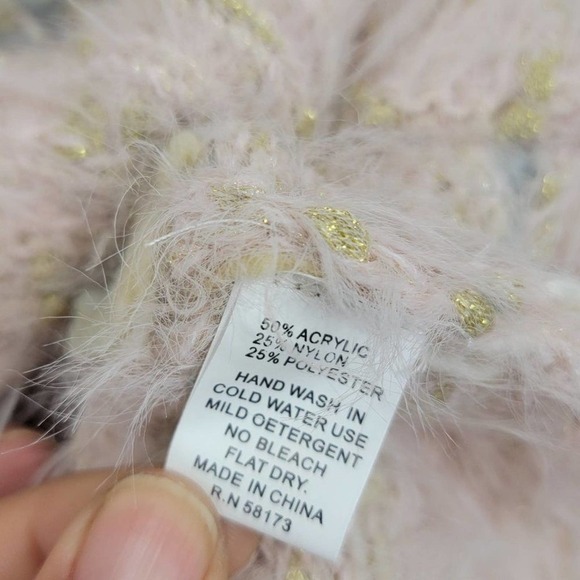 50% ACRYLIC
25% NYLON
25% POLYESTER
HAND WASH IN
COLD WATER USE
MILD DETERGENT
NO BLEACH
FLAT DRY.
MADE IN CHINA
R.N 58173